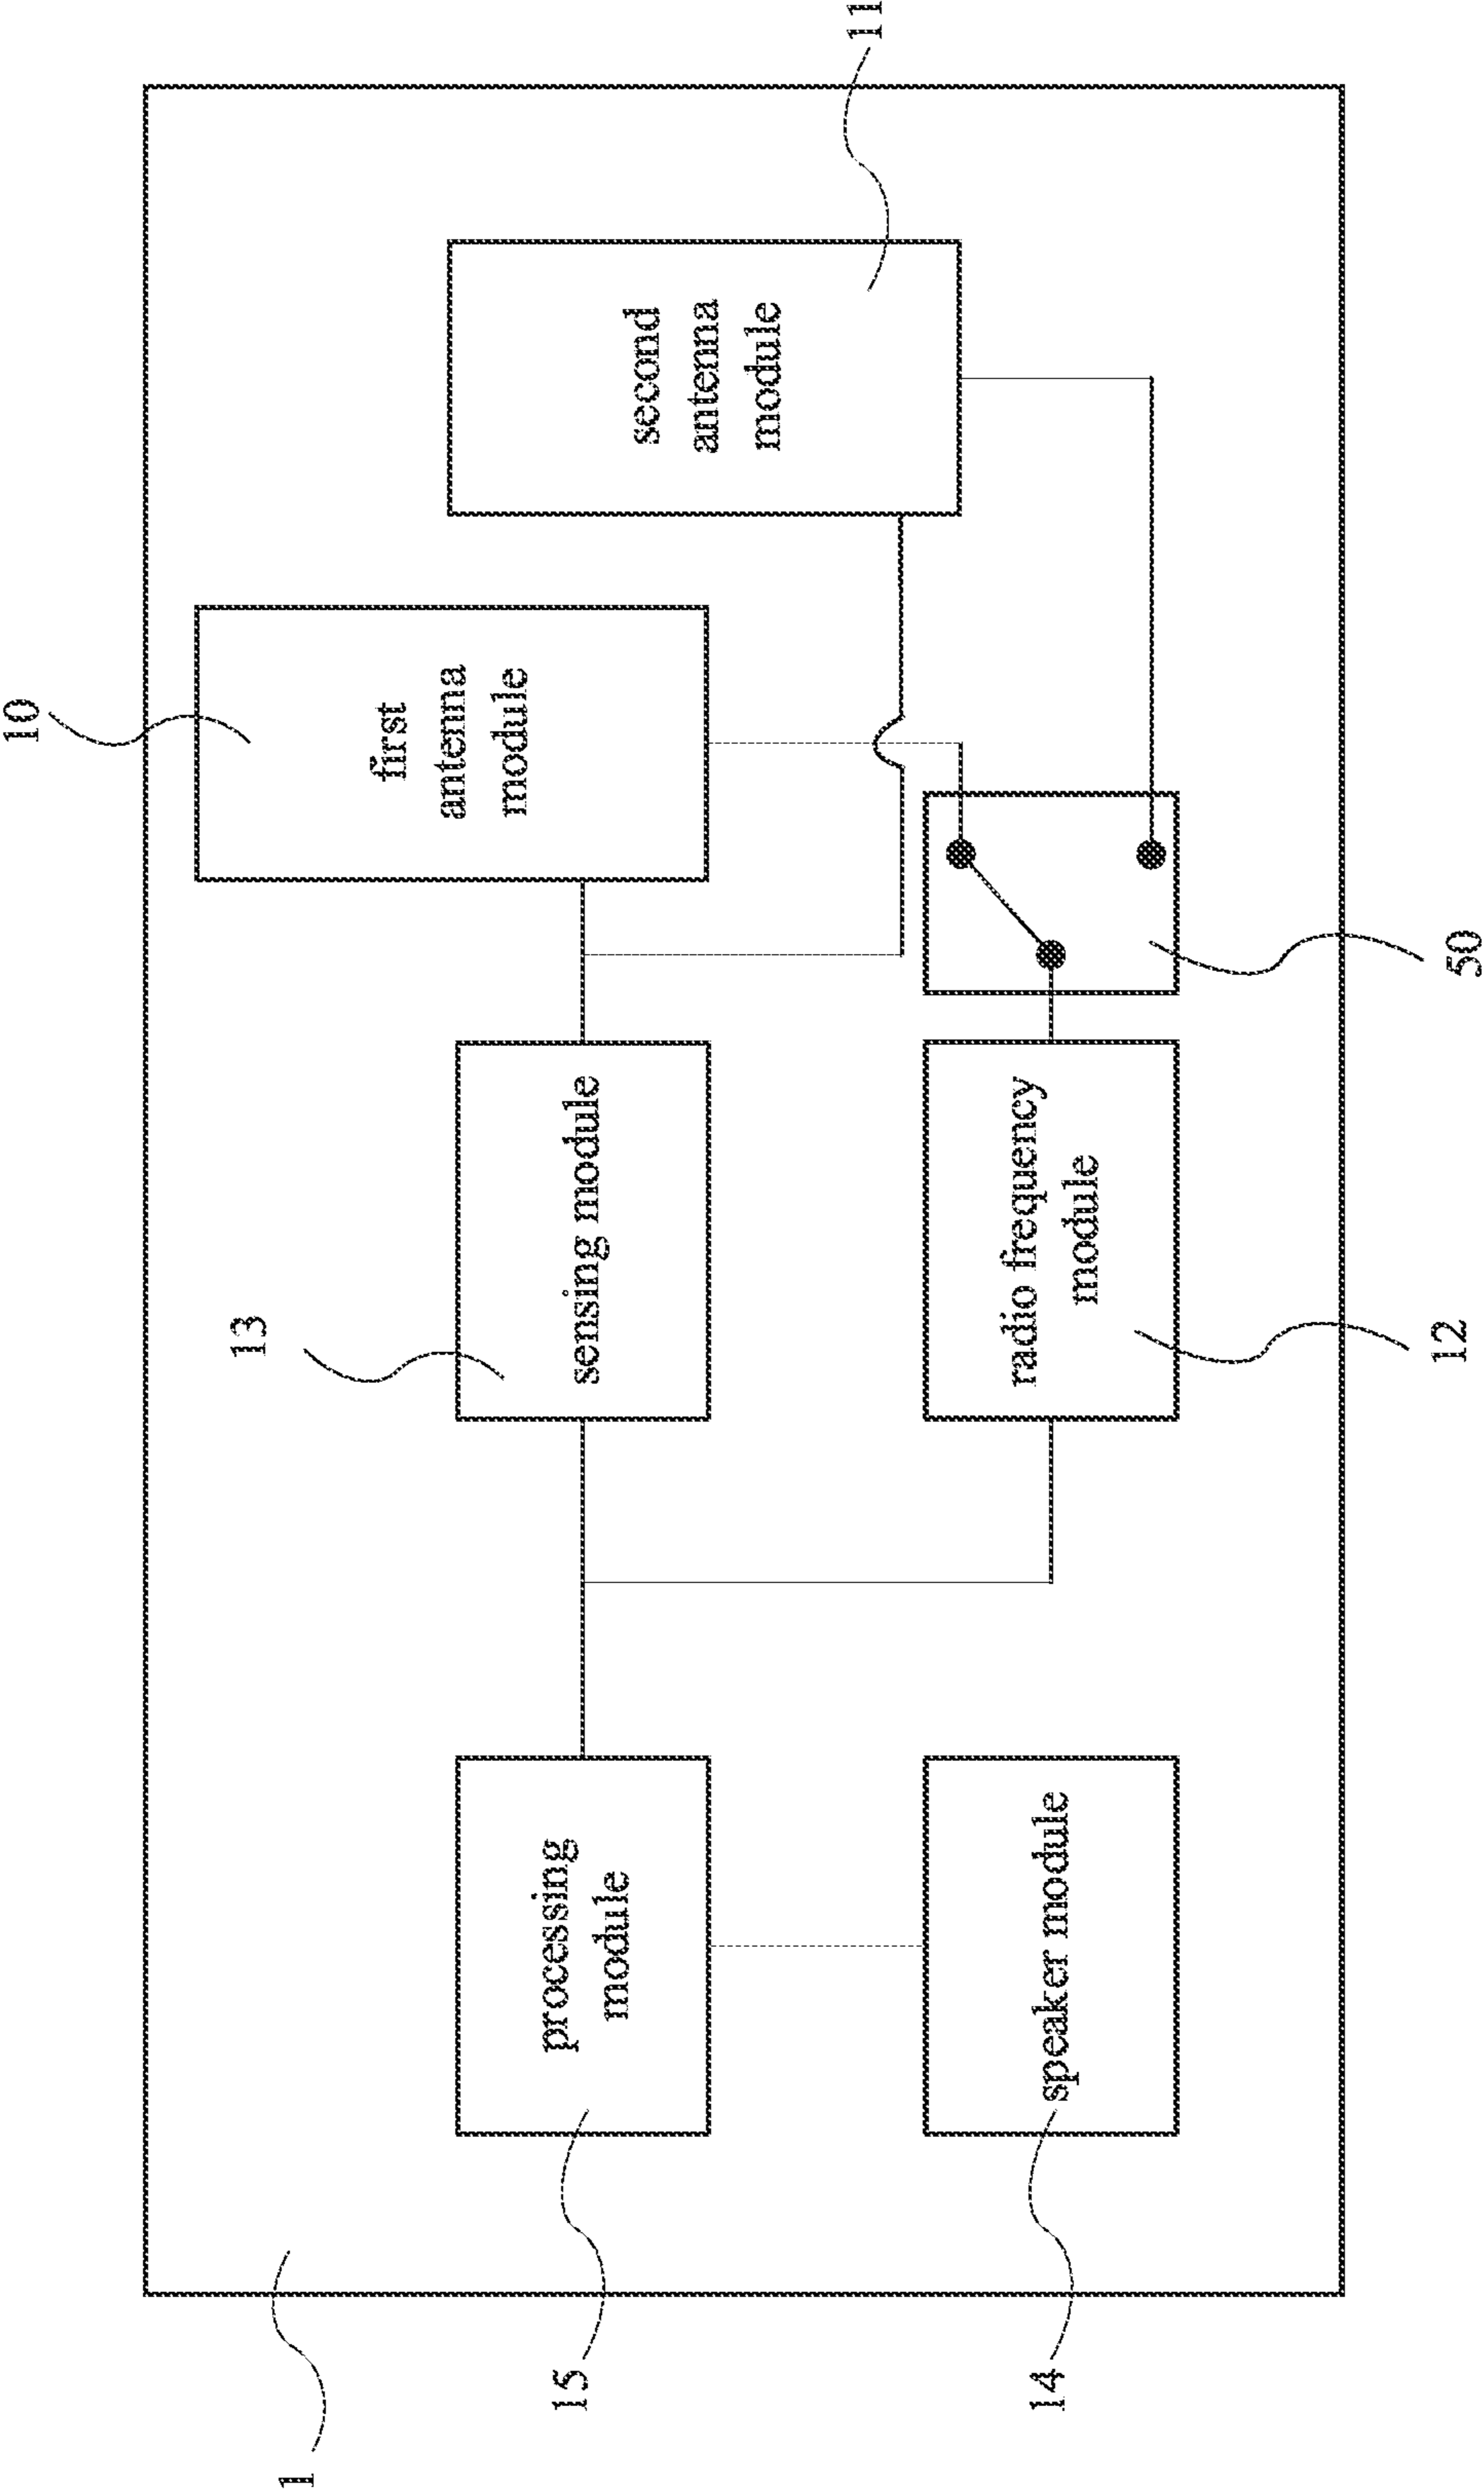 1
15
processing
module
14
speaker module
13
sensing module
12
radio frequency
module
50
10
first
antenna
module
11
second
antenna
module